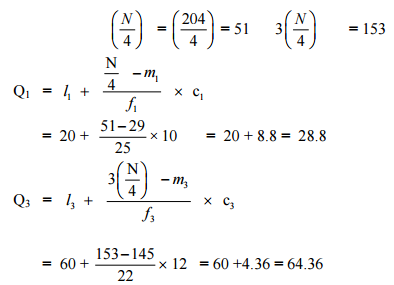 (N/4) = (204/4) = 51 3(N/4) = 153
Q₁ = l₁ + (N/4 − m₁)/f₁ × c₁
= 20 + (51−29)/25 × 10 = 20 + 8.8 = 28.8
Q₃ = l₃ + (3(N/4) − m₃)/f₃ × c₃
= 60 + (153−145)/22 × 12 = 60 +4.36 = 64.36